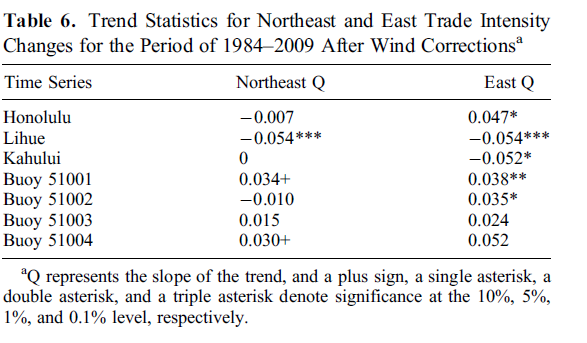 Table 6. Trend Statistics for Northeast and East Trade Intensity
Changes for the Period of 1984–2009 After Wind Correctionsᵃ
Time Series Northeast Q East Q
Honolulu −0.007 0.047*
Lihue −0.054*** −0.054***
Kahului 0 −0.052*
Buoy 51001 0.034+ 0.038**
Buoy 51002 −0.010 0.035*
Buoy 51003 0.015 0.024
Buoy 51004 0.030+ 0.052
ᵃQ represents the slope of the trend, and a plus sign, a single asterisk, a
double asterisk, and a triple asterisk denote significance at the 10%, 5%,
1%, and 0.1% level, respectively.